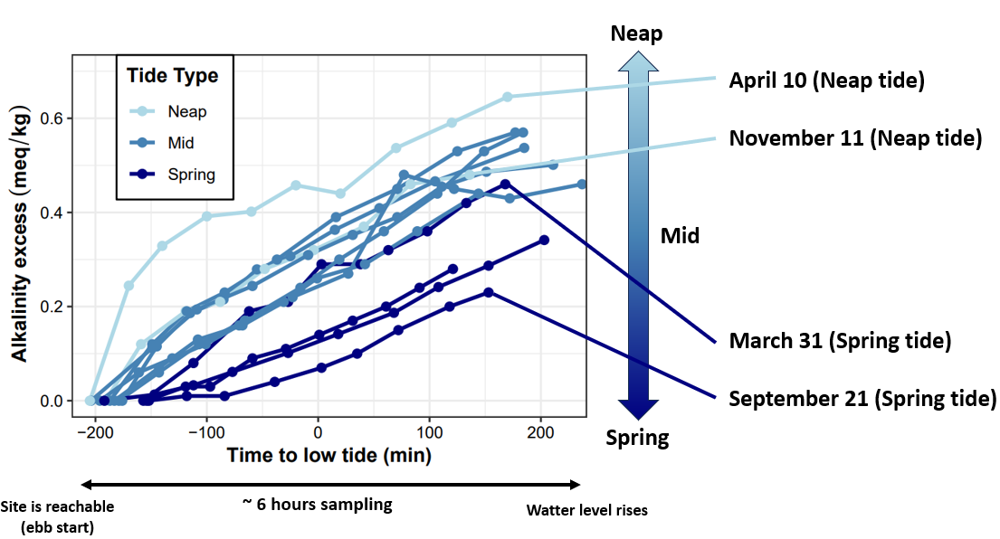 Neap
Tide Type
Neap
Mid
Spring
April 10 (Neap tide)
November 11 (Neap tide)
Mid
March 31 (Spring tide)
September 21 (Spring tide)
Spring
Alkalinity excess (meq/kg)
0.6
0.4
0.2
0.0
−200
−100
0
100
200
Time to low tide (min)
Site is reachable
(ebb start)
~ 6 hours sampling
Watter level rises